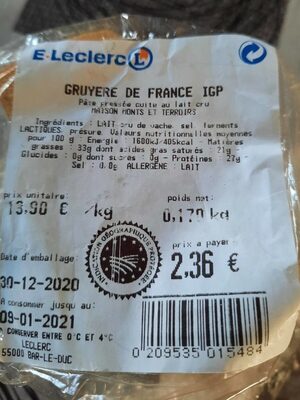 E.Leclerc L
GRUYERE DE FRANCE IGP
Pâte pressée cuite au lait cru
MAISON MONTS ET TERROIRS
Ingrédients : LAIT cru de vache, sel, ferments
LACTIQUES, présure. Valeurs nutritionnelles moyennes
pour 100 g : Energie : 1680kJ-405kcal - Matières
grasses : 33g dont acides gras saturés : 21g -
Glucides : 0g dont sucres : 0g - Protéines : 27g -
Sel : 0,8g ALLERGÈNE : LAIT
prix unitaire:
13,90 € /kg
poids net:
0,170 kg
prix a payer
2,36 €
Date d'emballage:
30-12-2020
INDICATION GÉOGRAPHIQUE PROTÉGÉE
A consommer jusqu'au:
09-01-2021
A CONSERVER ENTRE 0°C ET 4°C
LECLERC
55000 BAR-LE-DUC
0 209535 015484